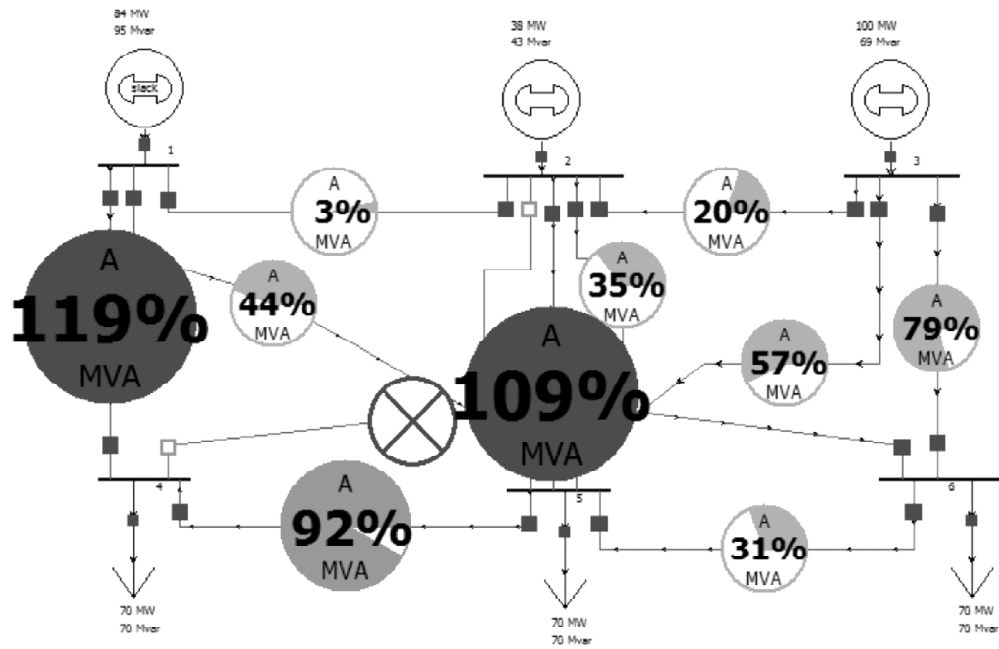 84 MW
95 Mvar
38 MW
43 Mvar
100 MW
69 Mvar
slack
1
2
3
A
3%
MVA
A
20%
MVA
A
119%
MVA
A
44%
MVA
A
35%
MVA
A
79%
MVA
A
57%
MVA
A
109%
MVA
4
5
6
A
92%
MVA
A
31%
MVA
70 MW
70 Mvar
70 MW
70 Mvar
70 MW
70 Mvar